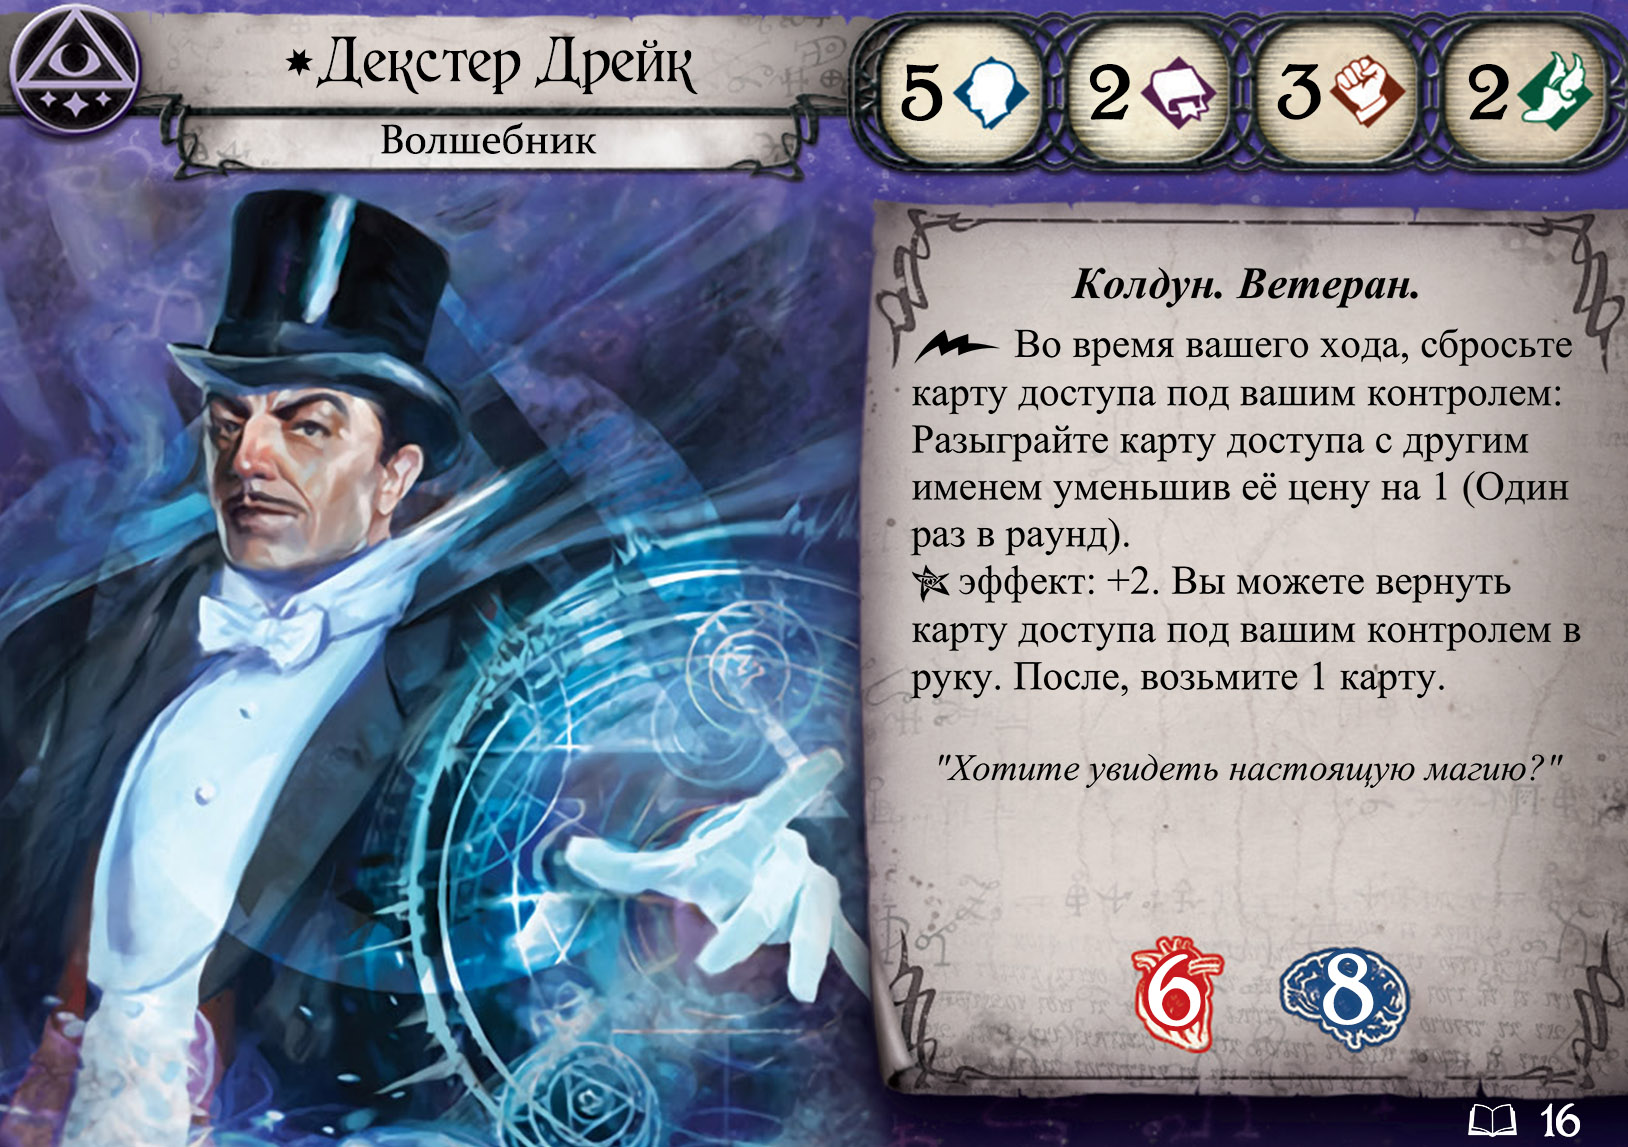 Декстер Дрейк
Волшебник
5 2 3 2
Колдун. Ветеран.
Во время вашего хода, сбросьте
карту доступа под вашим контролем:
Разыграйте карту доступа с другим
именем уменьшив её цену на 1 (Один
раз в раунд).
эффект: +2. Вы можете вернуть
карту доступа под вашим контролем в
руку. После, возьмите 1 карту.
"Хотите увидеть настоящую магию?"
6 8
16